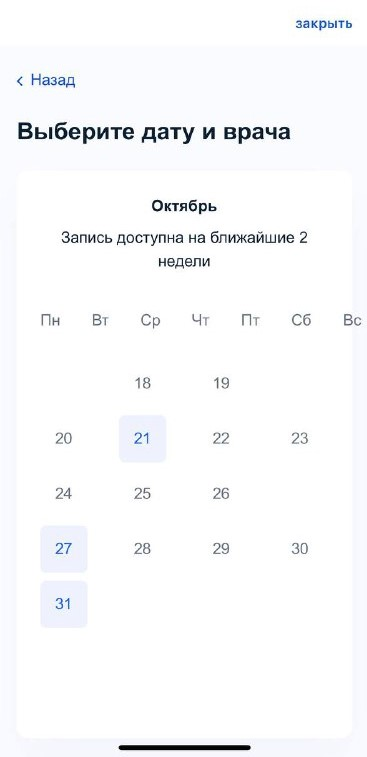 закрыть
Назад
Выберите дату и врача
Октябрь
Запись доступна на ближайшие 2
недели
Пн Вт Ср Чт Пт Сб Вс
18 19
20 21 22 23
24 25 26
27 28 29 30
31